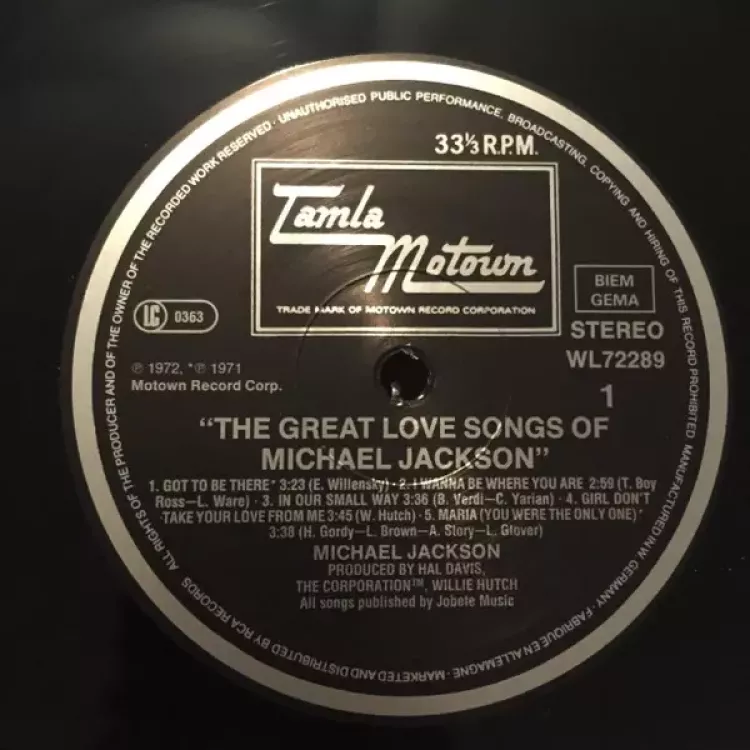 ALL RIGHTS OF THE PRODUCER AND OF THE OWNER OF THE RECORDED WORK RESERVED · UNAUTHORISED PUBLIC PERFORMANCE, BROADCASTING, COPYING AND HIRING OF THIS RECORD PROHIBITED. MANUFACTURED IN W. GERMANY · FABRIQUE EN ALLEMAGNE · MARKETED AND DISTRIBUTED BY RCA RECORDS
33⅓ R.P.M.
Tamla
Motown
TRADE MARK OF MOTOWN RECORD CORPORATION
BIEM
GEMA
LC 0363
STEREO
WL72289
℗ 1972, *℗ 1971
Motown Record Corp.
1
"THE GREAT LOVE SONGS OF
MICHAEL JACKSON"
1. GOT TO BE THERE* 3:23 (E. Willensky) · 2. I WANNA BE WHERE YOU ARE 2:59 (T. Boy
Ross—L. Ware) · 3. IN OUR SMALL WAY 3:36 (B. Verdi—C. Yarian) · 4. GIRL DON'T
TAKE YOUR LOVE FROM ME 3:45 (W. Hutch) · 5. MARIA (YOU WERE THE ONLY ONE)*
3:38 (H. Gordy—L. Brown—A. Story—L. Glover)
MICHAEL JACKSON
PRODUCED BY HAL DAVIS,
THE CORPORATION™, WILLIE HUTCH
All songs published by Jobete Music